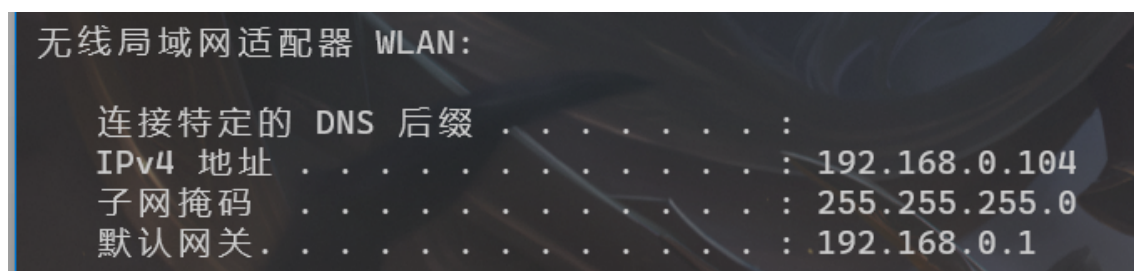 无线局域网适配器 WLAN:
连接特定的 DNS 后缀 . . . . . . . :
IPv4 地址 . . . . . . . . . . . . : 192.168.0.104
子网掩码  . . . . . . . . . . . . : 255.255.255.0
默认网关. . . . . . . . . . . . . : 192.168.0.1